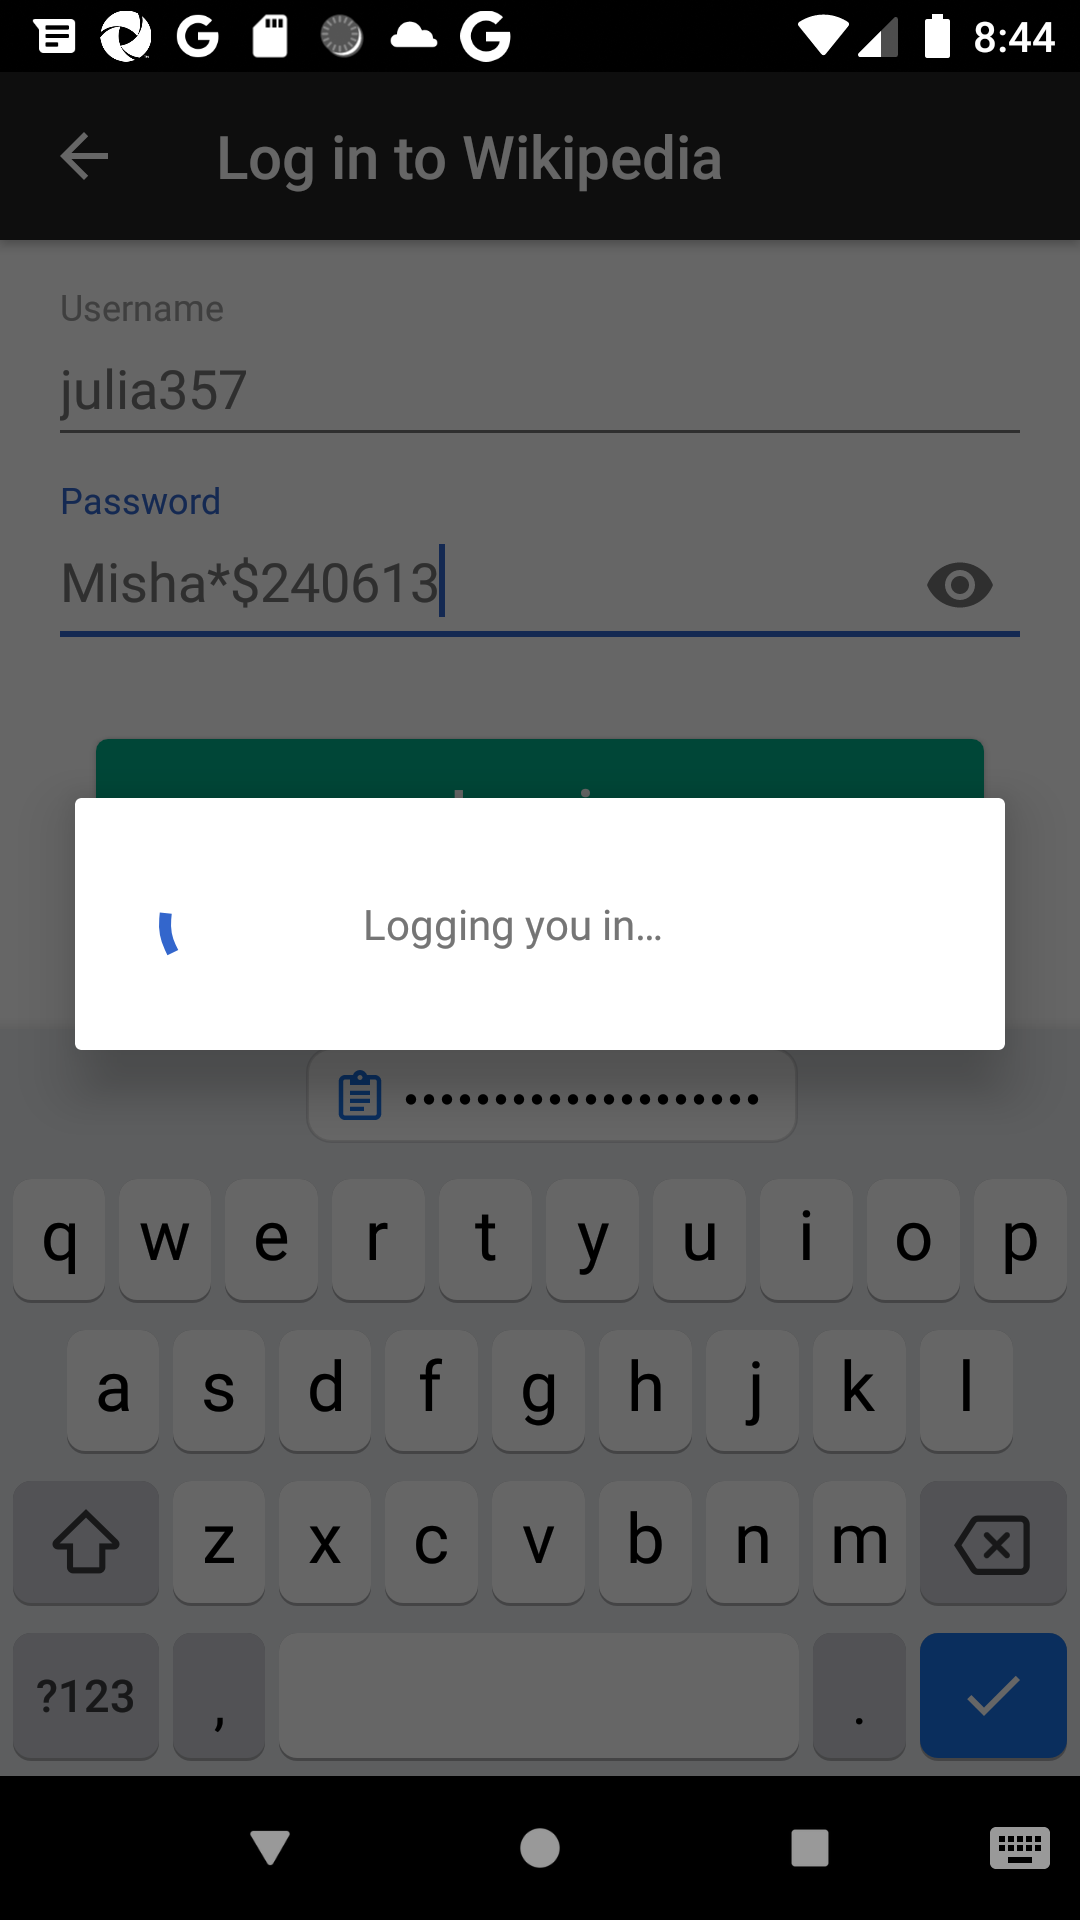 8:44
Log in to Wikipedia
Username
julia357
Password
Misha*$240613
Logging you in...
•••••••••••••••••••• 
q w e r t y u i o p
a s d f g h j k l
z x c v b n m
?123 , .